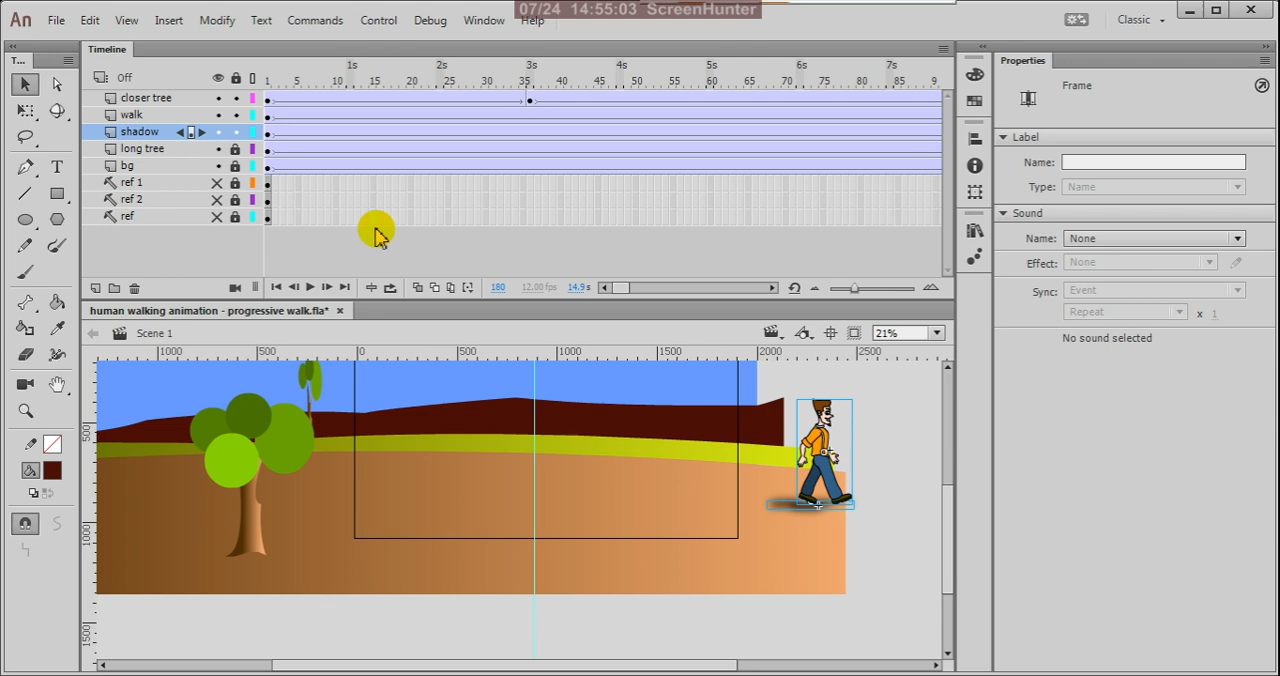 07/24 14:55:03 ScreenHunter
An File Edit View Insert Modify Text Commands Control Debug Window Help Classic
T... Timeline Properties
Off 1s 2s 3s 4s 5s 6s 7s
1 5 10 15 20 25 30 35 40 45 50 55 60 65 70 75 80 85 9
Frame
closer tree
walk
shadow
long tree
bg
ref 1
ref 2
ref
Label
Name:
Type: Name
Sound
Name: None
Effect: None
Sync: Event
Repeat x 1
No sound selected
180 12.00 fps 14.9 s
human walking animation - progressive walk.fla*
Scene 1 21%
1000 500 0 500 1000 1500 2000 2500
500
1000
1500